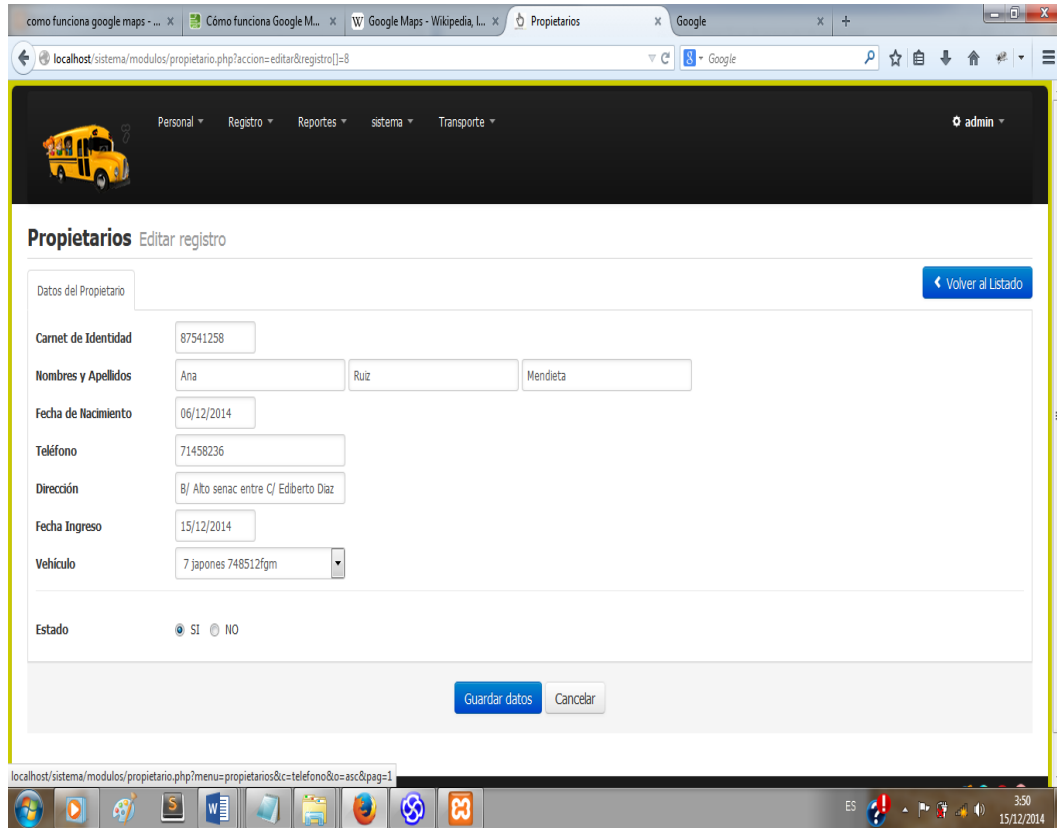 como funciona google maps - ... x
Cómo funciona Google M... x
W Google Maps - Wikipedia, l... x
Propietarios x
Google x +
localhost/sistema/modulos/propietario.php?accion=editar&registro[]=8
8 Google
Personal Registro Reportes sistema Transporte admin
Propietarios Editar registro
Datos del Propietario
Volver al Listado
Carnet de Identidad 87541258
Nombres y Apellidos Ana Ruiz Mendieta
Fecha de Nacimiento 06/12/2014
Teléfono 71458236
Dirección B/ Alto senac entre C/ Ediberto Diaz
Fecha Ingreso 15/12/2014
Vehículo 7 japones 748512fgm
Estado SI NO
Guardar datos Cancelar
localhost/sistema/modulos/propietario.php?menu=propietarios&c=telefono&o=asc&pag=1
S W ES 3:50
15/12/2014